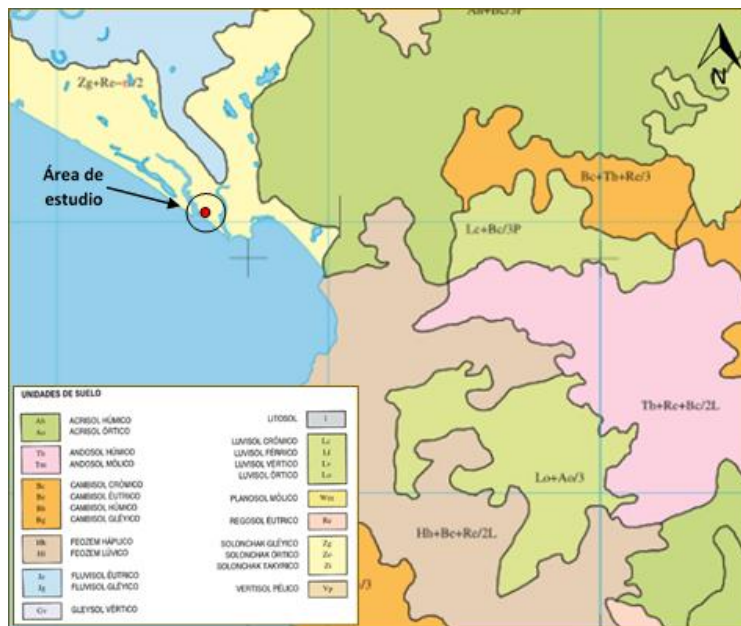 Zg+Re-n/2
Área de
estudio
N
Bc+Th+Re/3
Lc+Bc/3P
Th+Re+Bc/2L
Lo+Ao/3
Hh+Bc+Re/2L
UNIDADES DE SUELO
Ah ACRISOL HÚMICO
Ao ACRISOL ÓRTICO
Th ANDOSOL HÚMICO
Tm ANDOSOL MÓLICO
Bc CAMBISOL CRÓMICO
Be CAMBISOL ÉUTRICO
Bh CAMBISOL HÚMICO
Bg CAMBISOL GLÉYICO
Hh FEOZEM HÁPLICO
Hl FEOZEM LÚVICO
Je FLUVISOL ÉUTRICO
Jg FLUVISOL GLÉYICO
Gv GLEYSOL VÉRTICO
LITOSOL I
LUVISOL CRÓMICO Lc
LUVISOL FÉRRICO Lf
LUVISOL VÉRTICO Lv
LUVISOL ÓRTICO Lo
PLANOSOL MÓLICO Wm
REGOSOL ÉUTRICO Re
SOLONCHAK GLÉYICO Zg
SOLONCHAK ÓRTICO Zo
SOLONCHAK TAKYRICO Zt
VERTISOL PÉLICO Vp